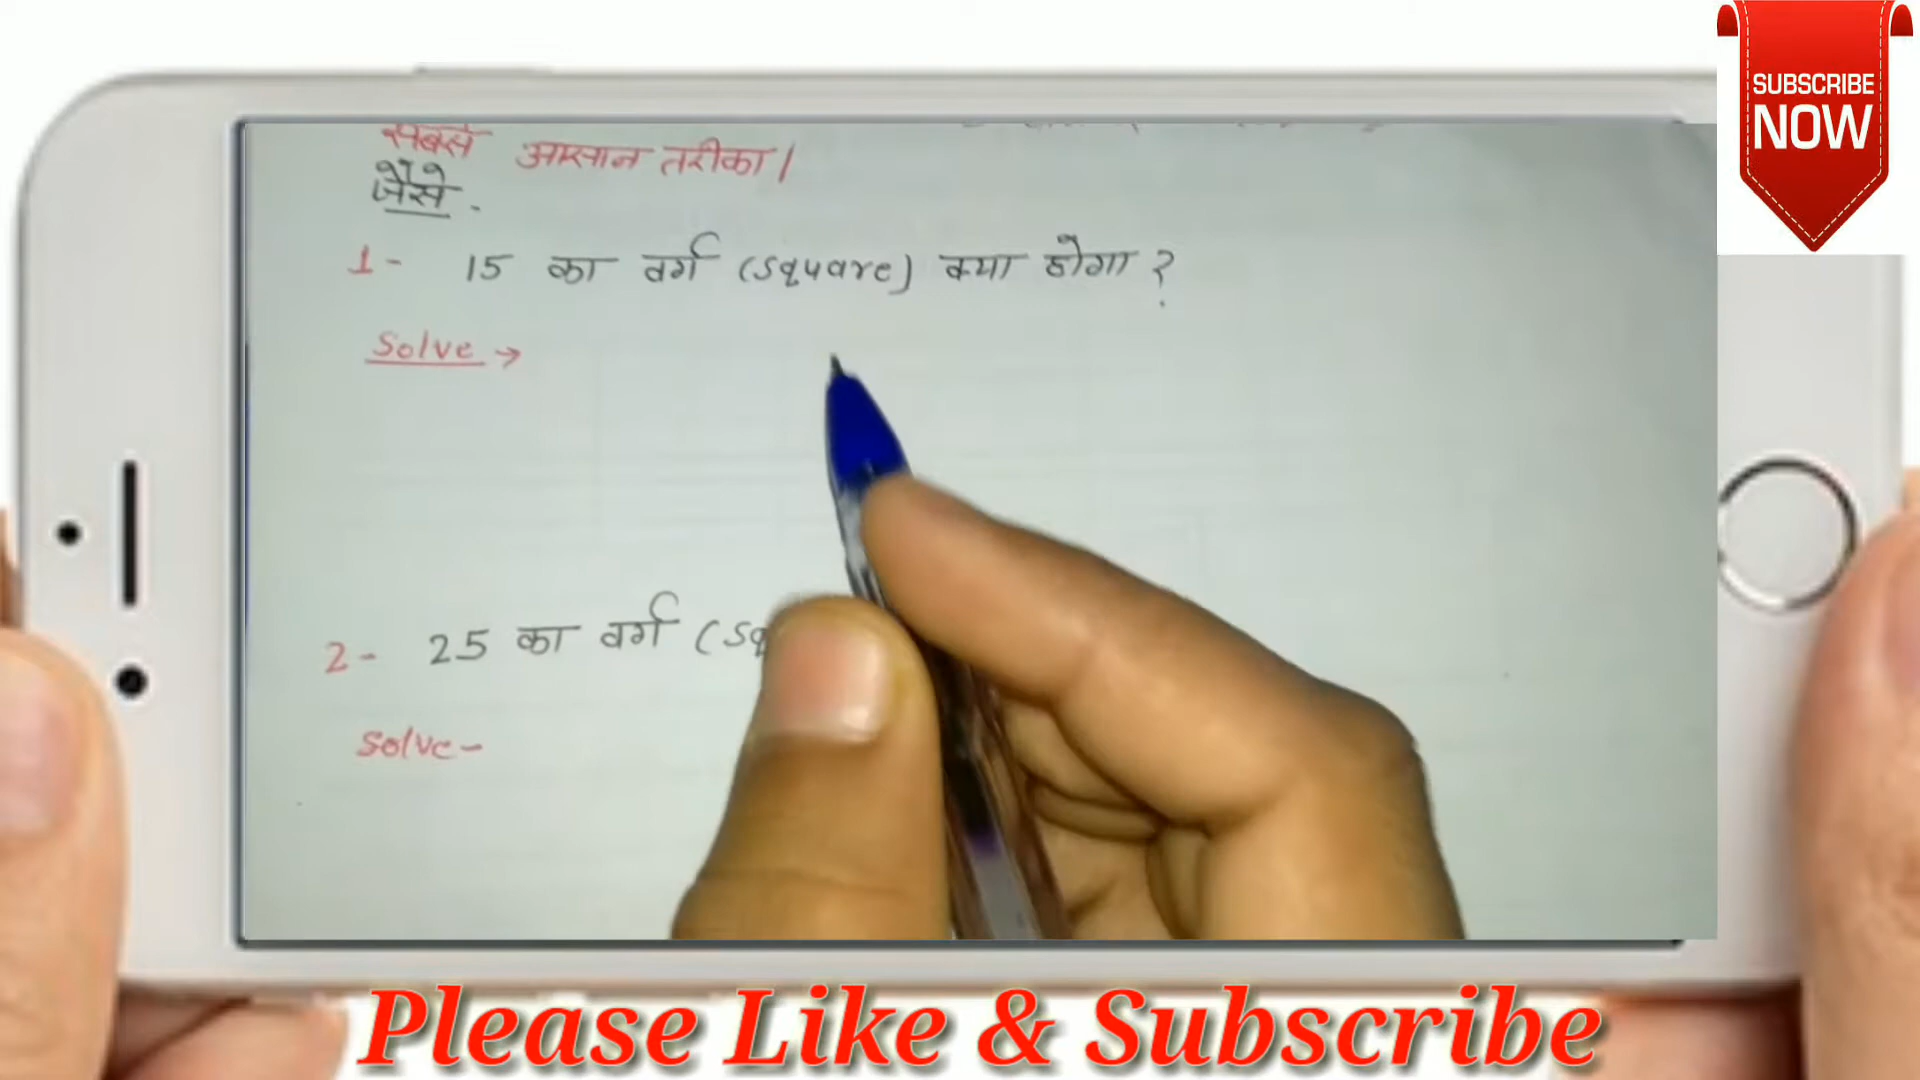 SUBSCRIBE
NOW
सबसे आसान तरीका।
जैसे -
1- 15 का वर्ग (square) क्या होगा ?
Solve →
2- 25 का वर्ग (sq
Solve -
Please Like & Subscribe